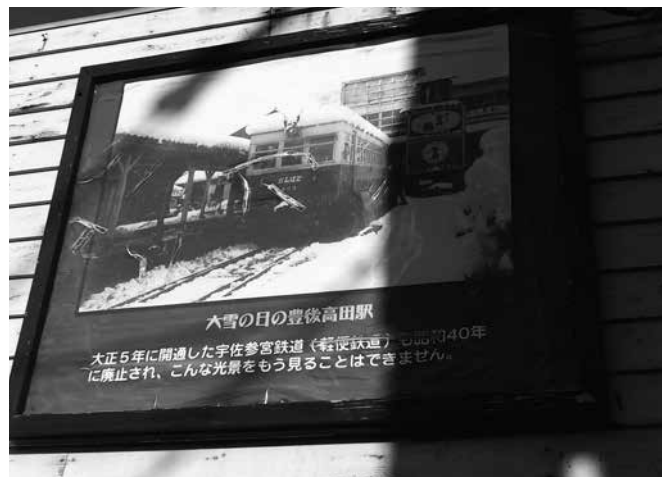 大雪の日の豊後高田駅
大正5年に開通した宇佐参宮鉄道(軽便鉄道)も昭和40年
に廃止され、こんな光景をもう見ることはできません。